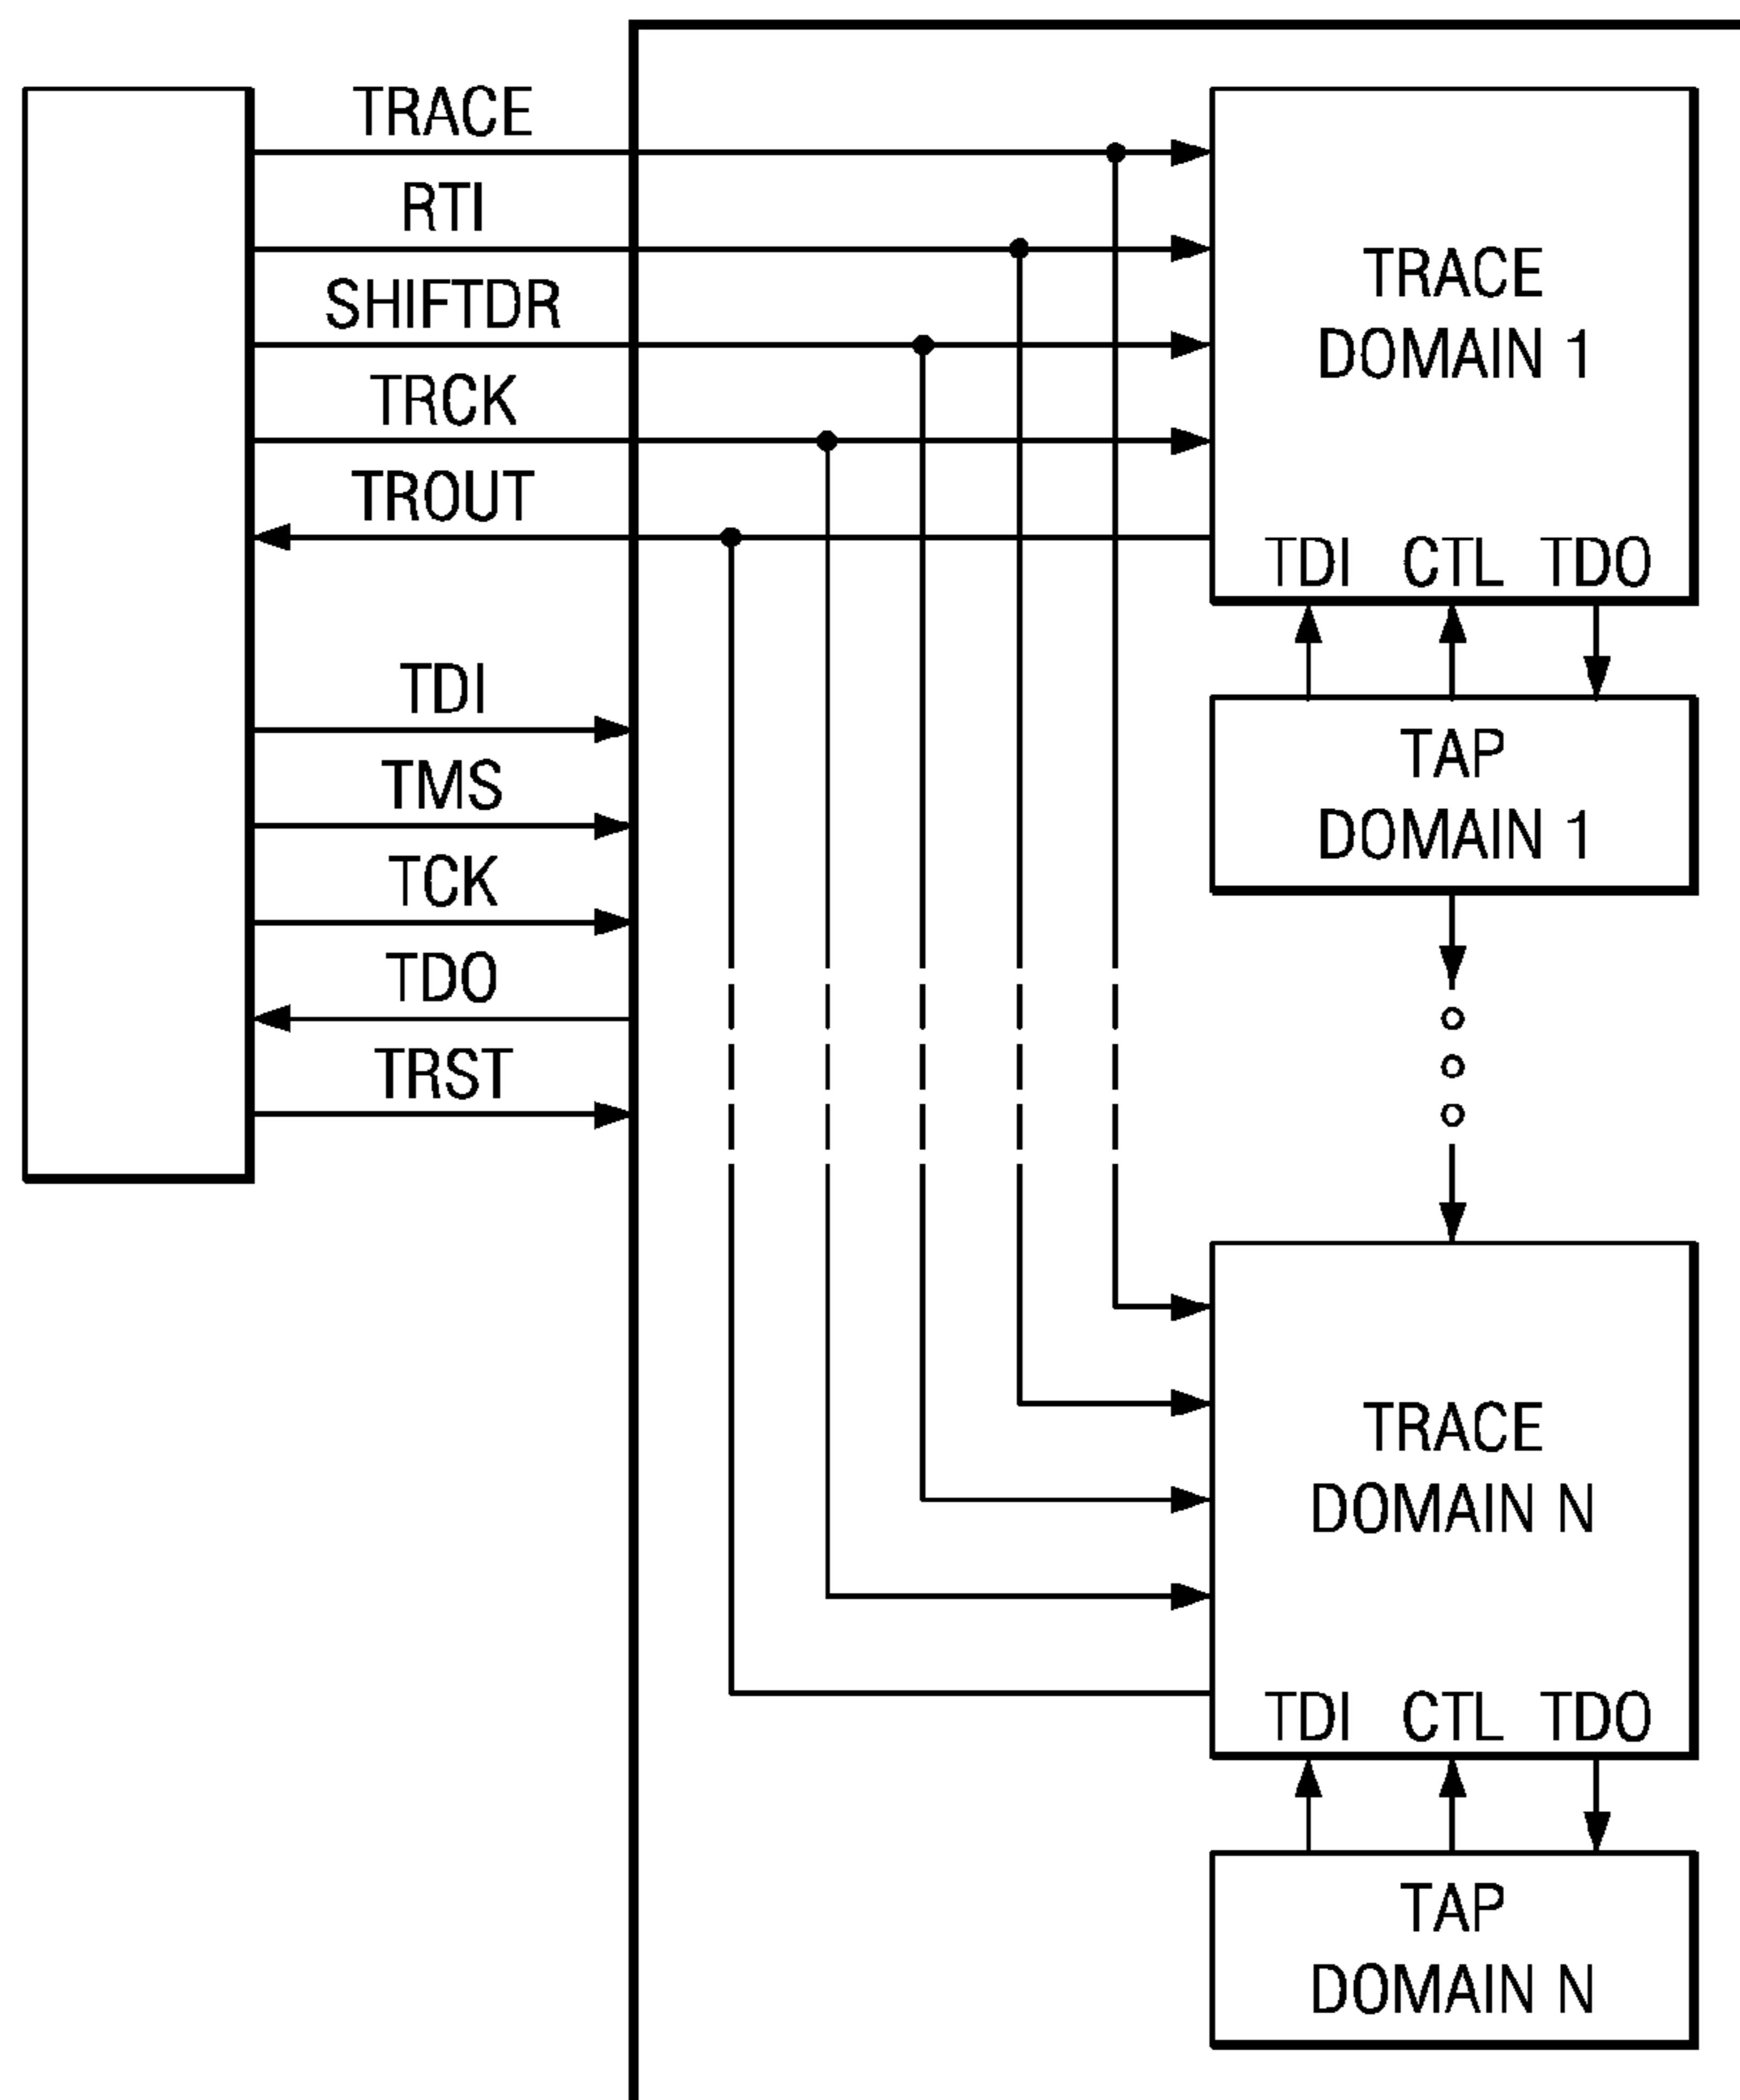 TRACE
RTI
SHIFTDR
TRCK
TROUT
TDI
TMS
TCK
TDO
TRST
TRACE
DOMAIN 1
TDI CTL TDO
TAP
DOMAIN 1
TRACE
DOMAIN N
TDI CTL TDO
TAP
DOMAIN N